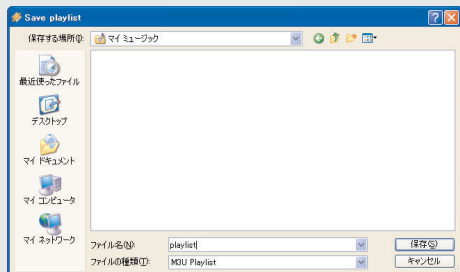 Save playlist
保存する場所(I): マイ ミュージック
最近使ったファイル
デスクトップ
マイ ドキュメント
マイ コンピュータ
マイ ネットワーク
ファイル名(N): playlist 保存(S)
ファイルの種類(T): M3U Playlist キャンセル